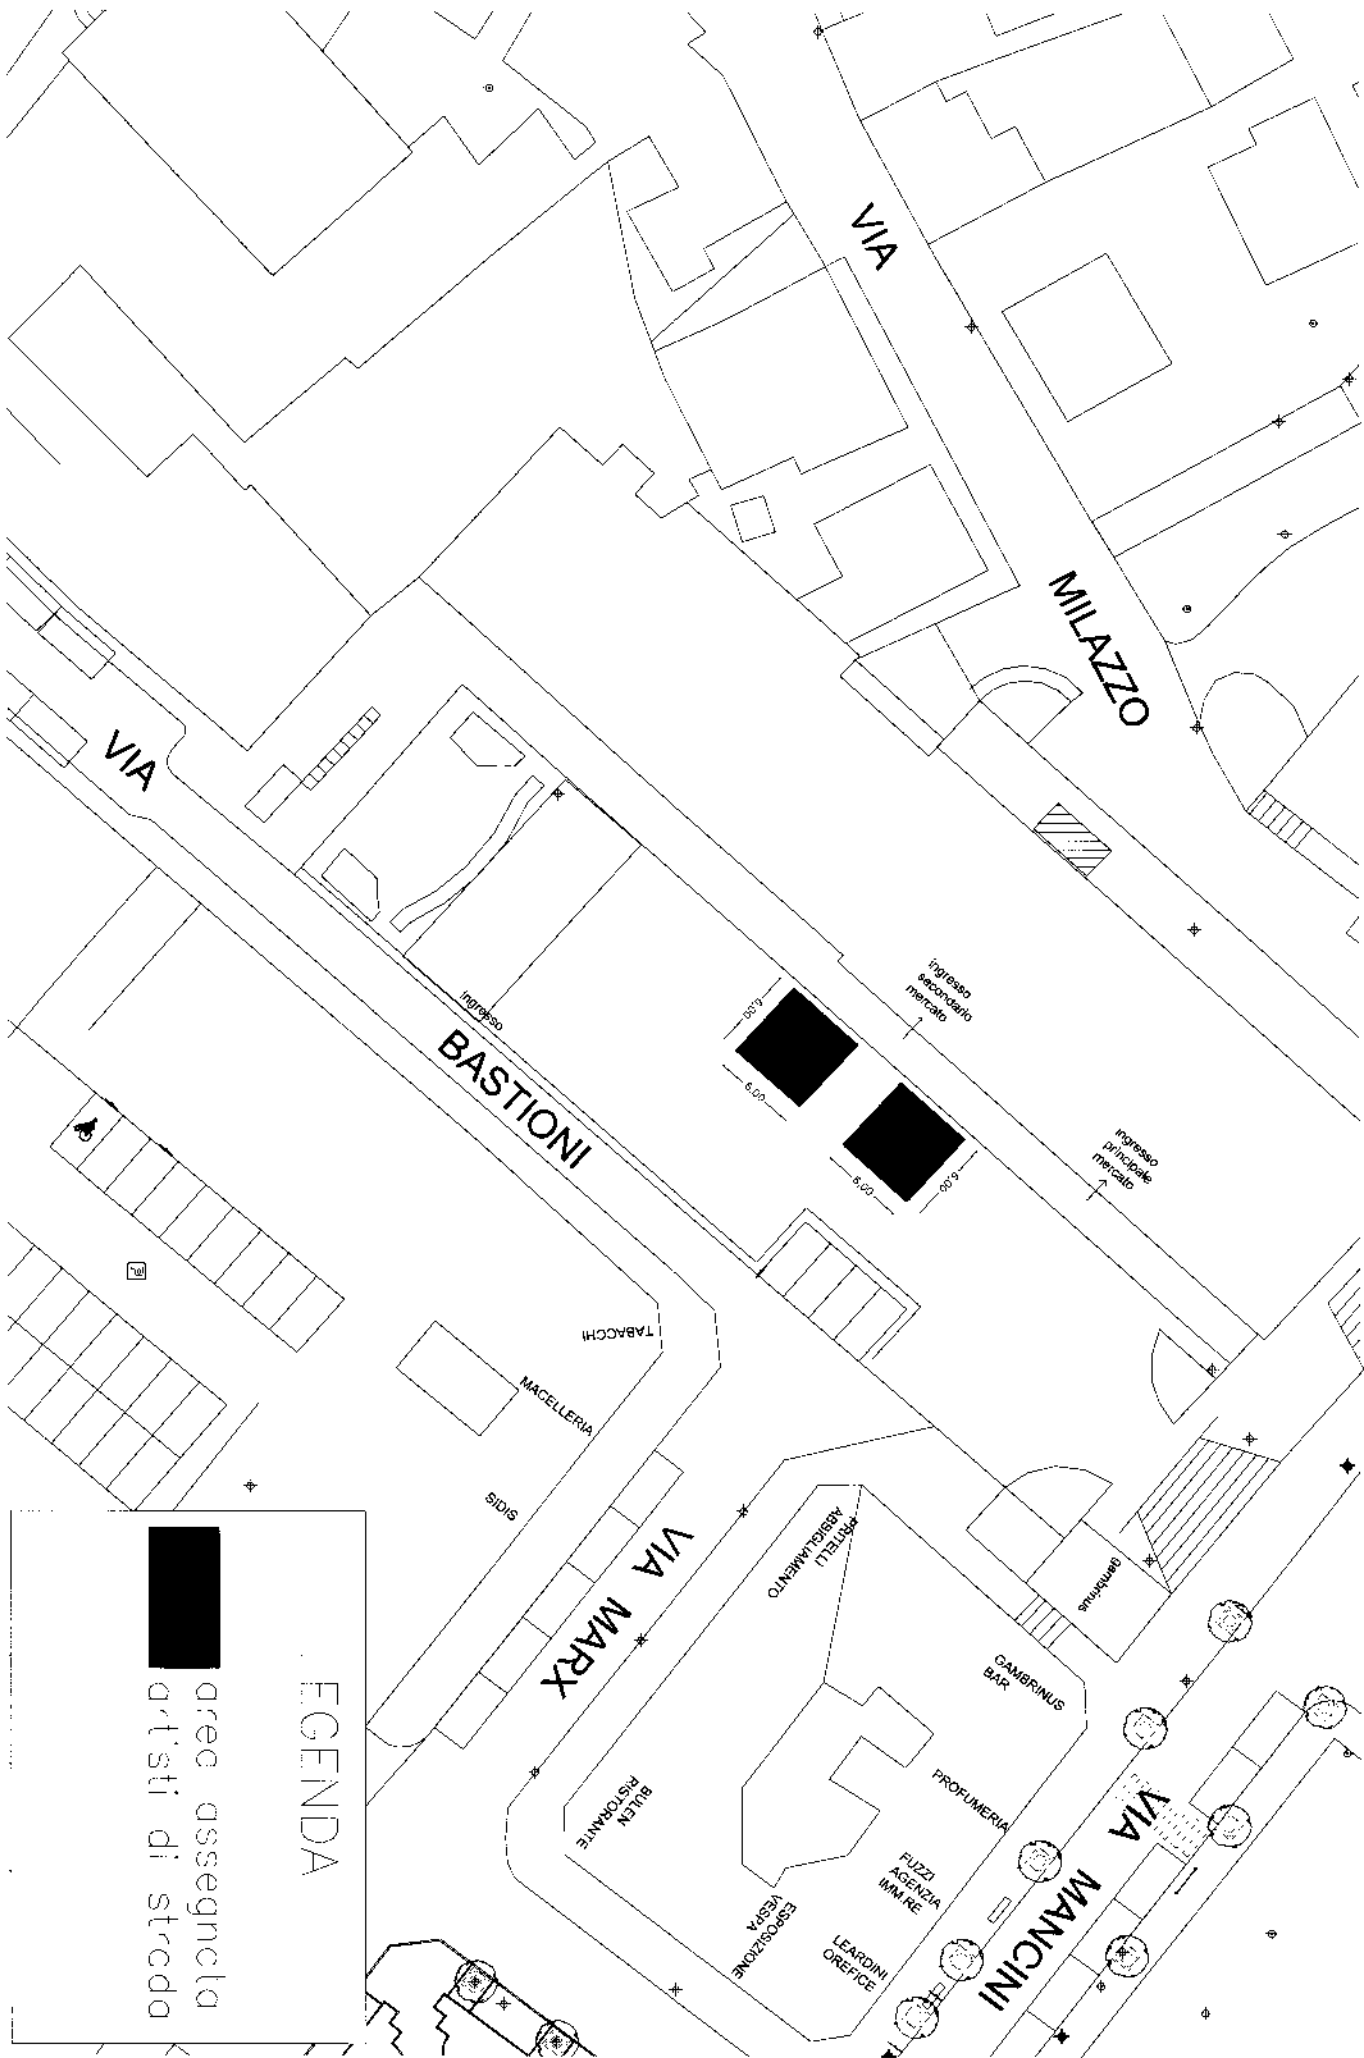 VIA
MILAZZO
VIA
BASTIONI
ingresso
ingresso
secondario
mercato
6.00
6.00
6.00
6.00
ingresso
principale
mercato
TABACCHI
MACELLERIA
SIDIS
VIA MARX
PRITELLI
ABBIGLIAMENTO
gambrinus
GAMBRINUS
BAR
PROFUMERIA
BULEN
RISTORANTE
FUZZI
AGENZIA
IMM.RE
ESPOSIZIONE
VESPA
LEARDINI
OREFICE
VIA MANCINI
EGENDA
area assegnata
artisti di strada